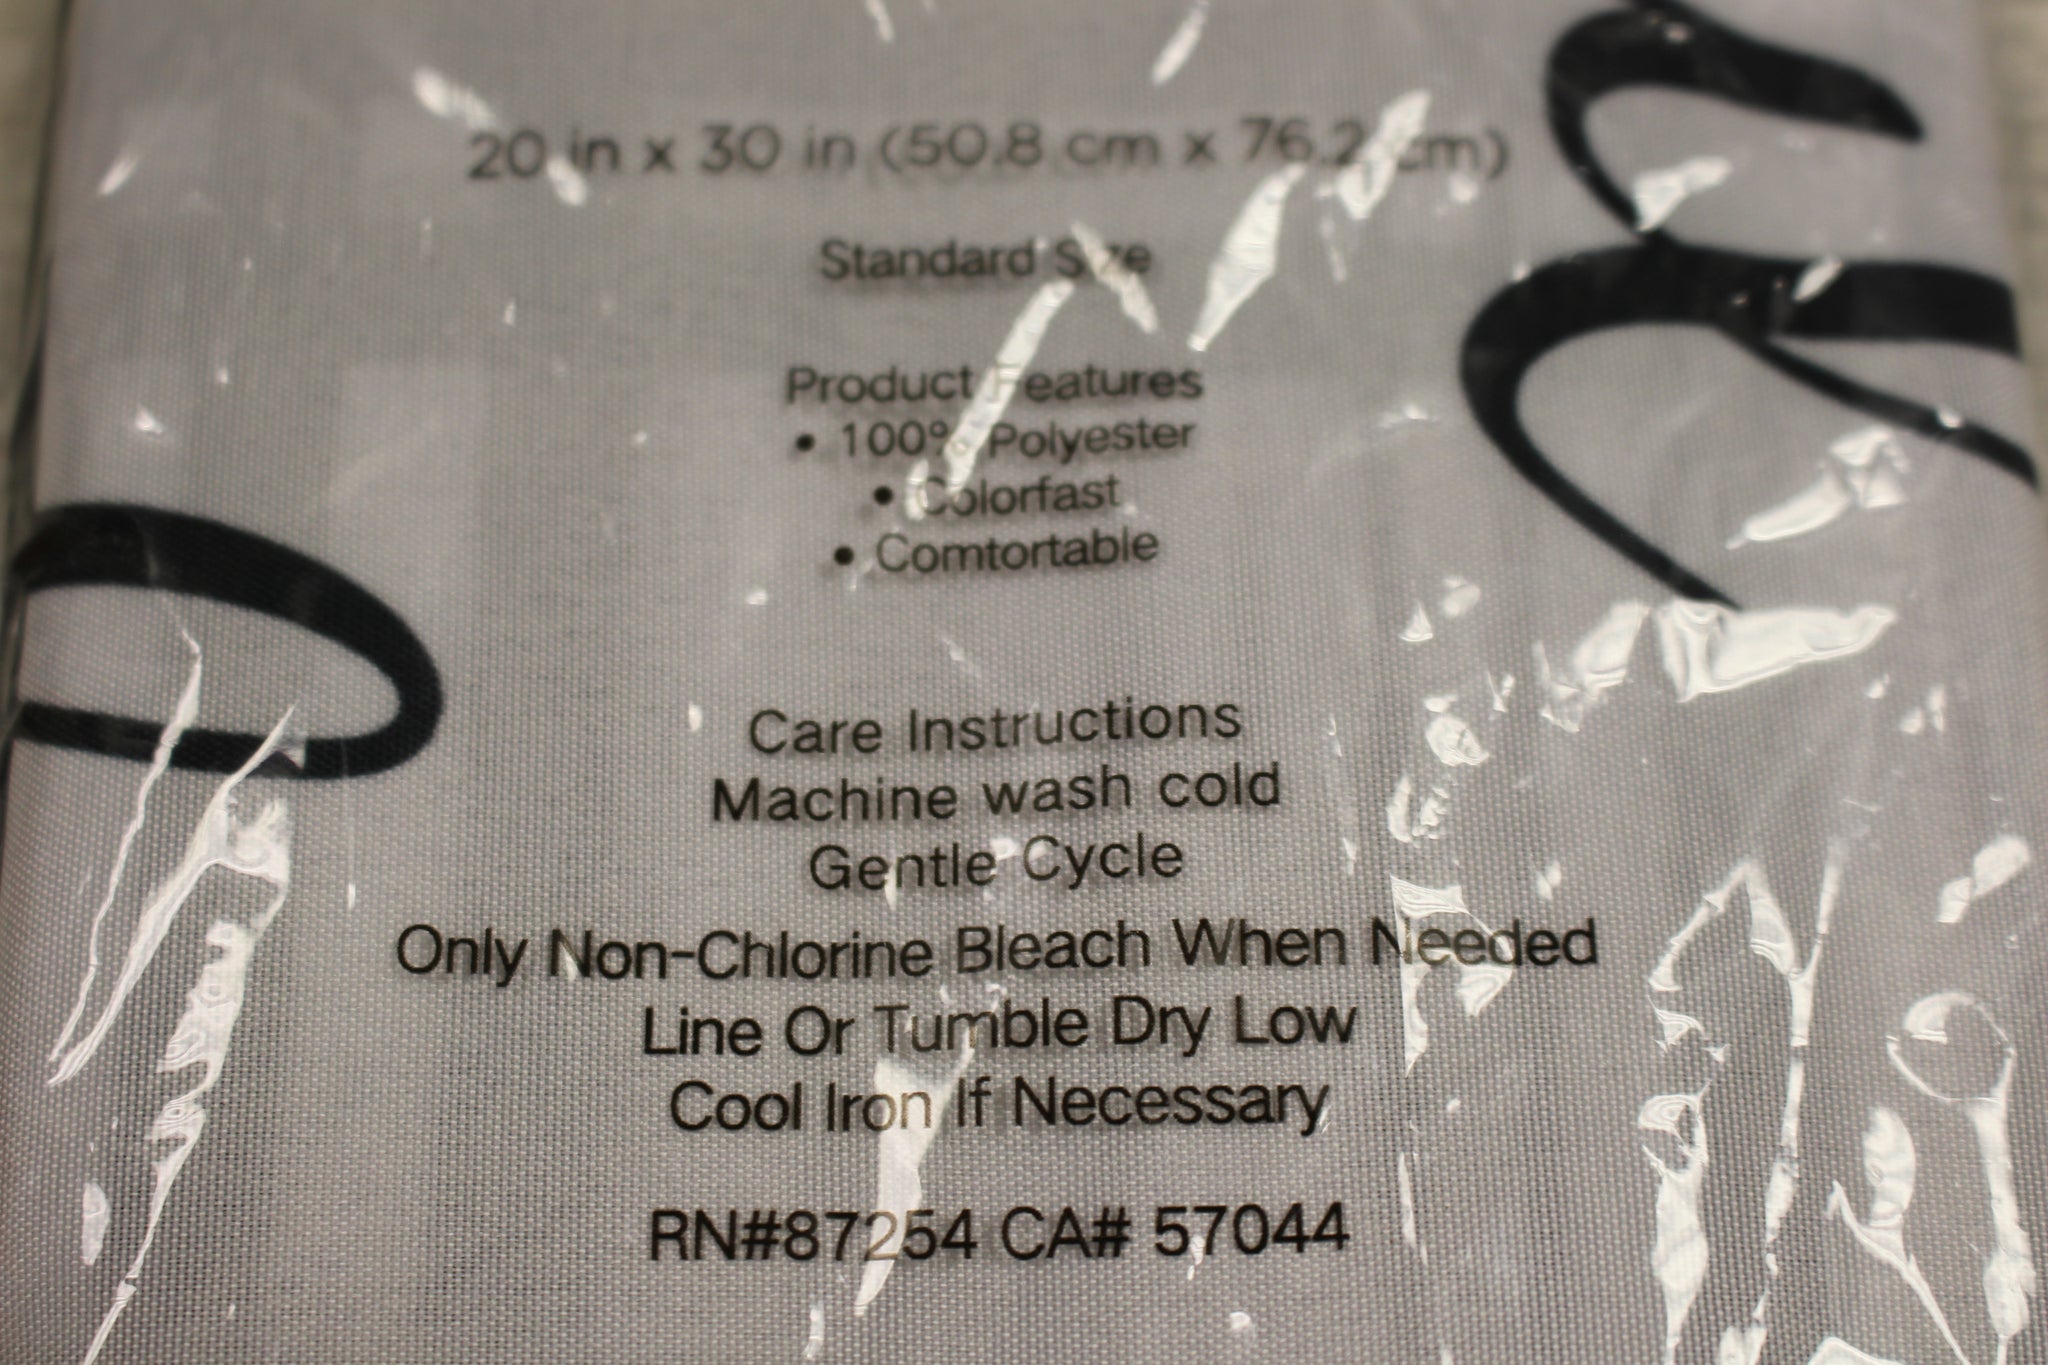 20 in x 30 in (50.8 cm x 76.2 cm)
Standard Size
Product Features
• 100% Polyester
• Colorfast
• Comtortable
Care Instructions
Machine wash cold
Gentle Cycle
Only Non-Chlorine Bleach When Needed
Line Or Tumble Dry Low
Cool Iron If Necessary
RN#87254 CA# 57044